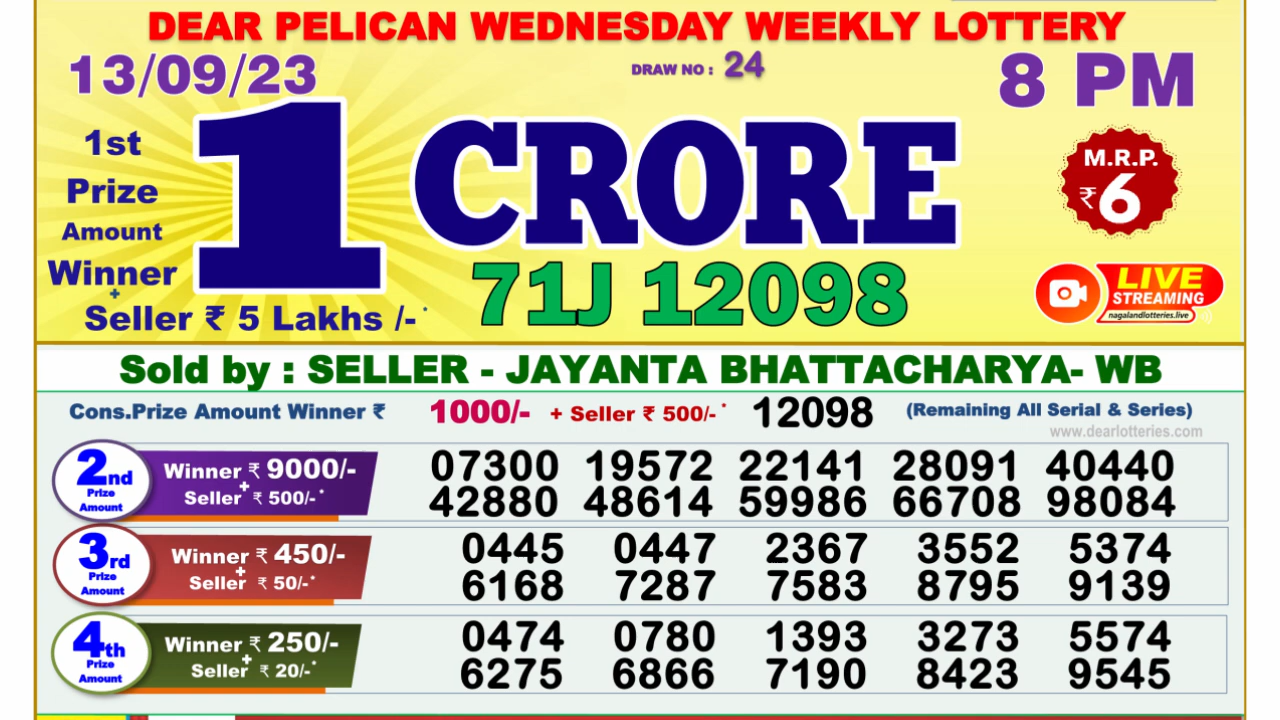 DEAR PELICAN WEDNESDAY WEEKLY LOTTERY
13/09/23
DRAW NO : 24
8 PM
1st
Prize
Amount
Winner
+
Seller ₹ 5 Lakhs /-*
1 CRORE
71J 12098
M.R.P.
₹6
LIVE
STREAMING
nagalandlotteries.live
Sold by : SELLER - JAYANTA BHATTACHARYA- WB
Cons.Prize Amount Winner ₹ 1000/- + Seller ₹ 500/-* 12098 (Remaining All Serial & Series)
www.dearlotteries.com
2nd
Prize
Amount
Winner ₹ 9000/-
+
Seller ₹ 500/-*
07300 19572 22141 28091 40440
42880 48614 59986 66708 98084
3rd
Prize
Amount
Winner ₹ 450/-
+
Seller ₹ 50/-*
0445 0447 2367 3552 5374
6168 7287 7583 8795 9139
4th
Prize
Amount
Winner ₹ 250/-
+
Seller ₹ 20/-*
0474 0780 1393 3273 5574
6275 6866 7190 8423 9545